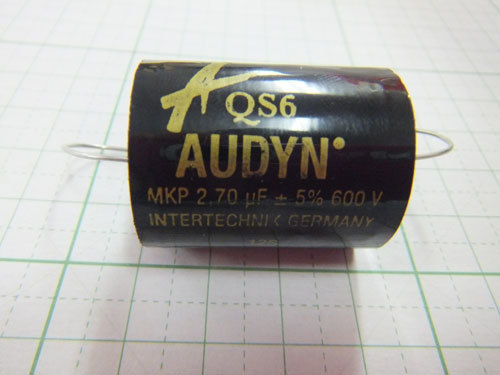 QS6
AUDYN
MKP 2,70 µF ± 5% 600 V
INTERTECHNIK GERMANY